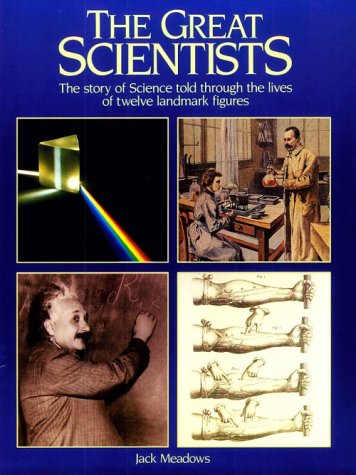 THE GREAT
SCIENTISTS
The story of Science told through the lives
of twelve landmark figures
Jack Meadows